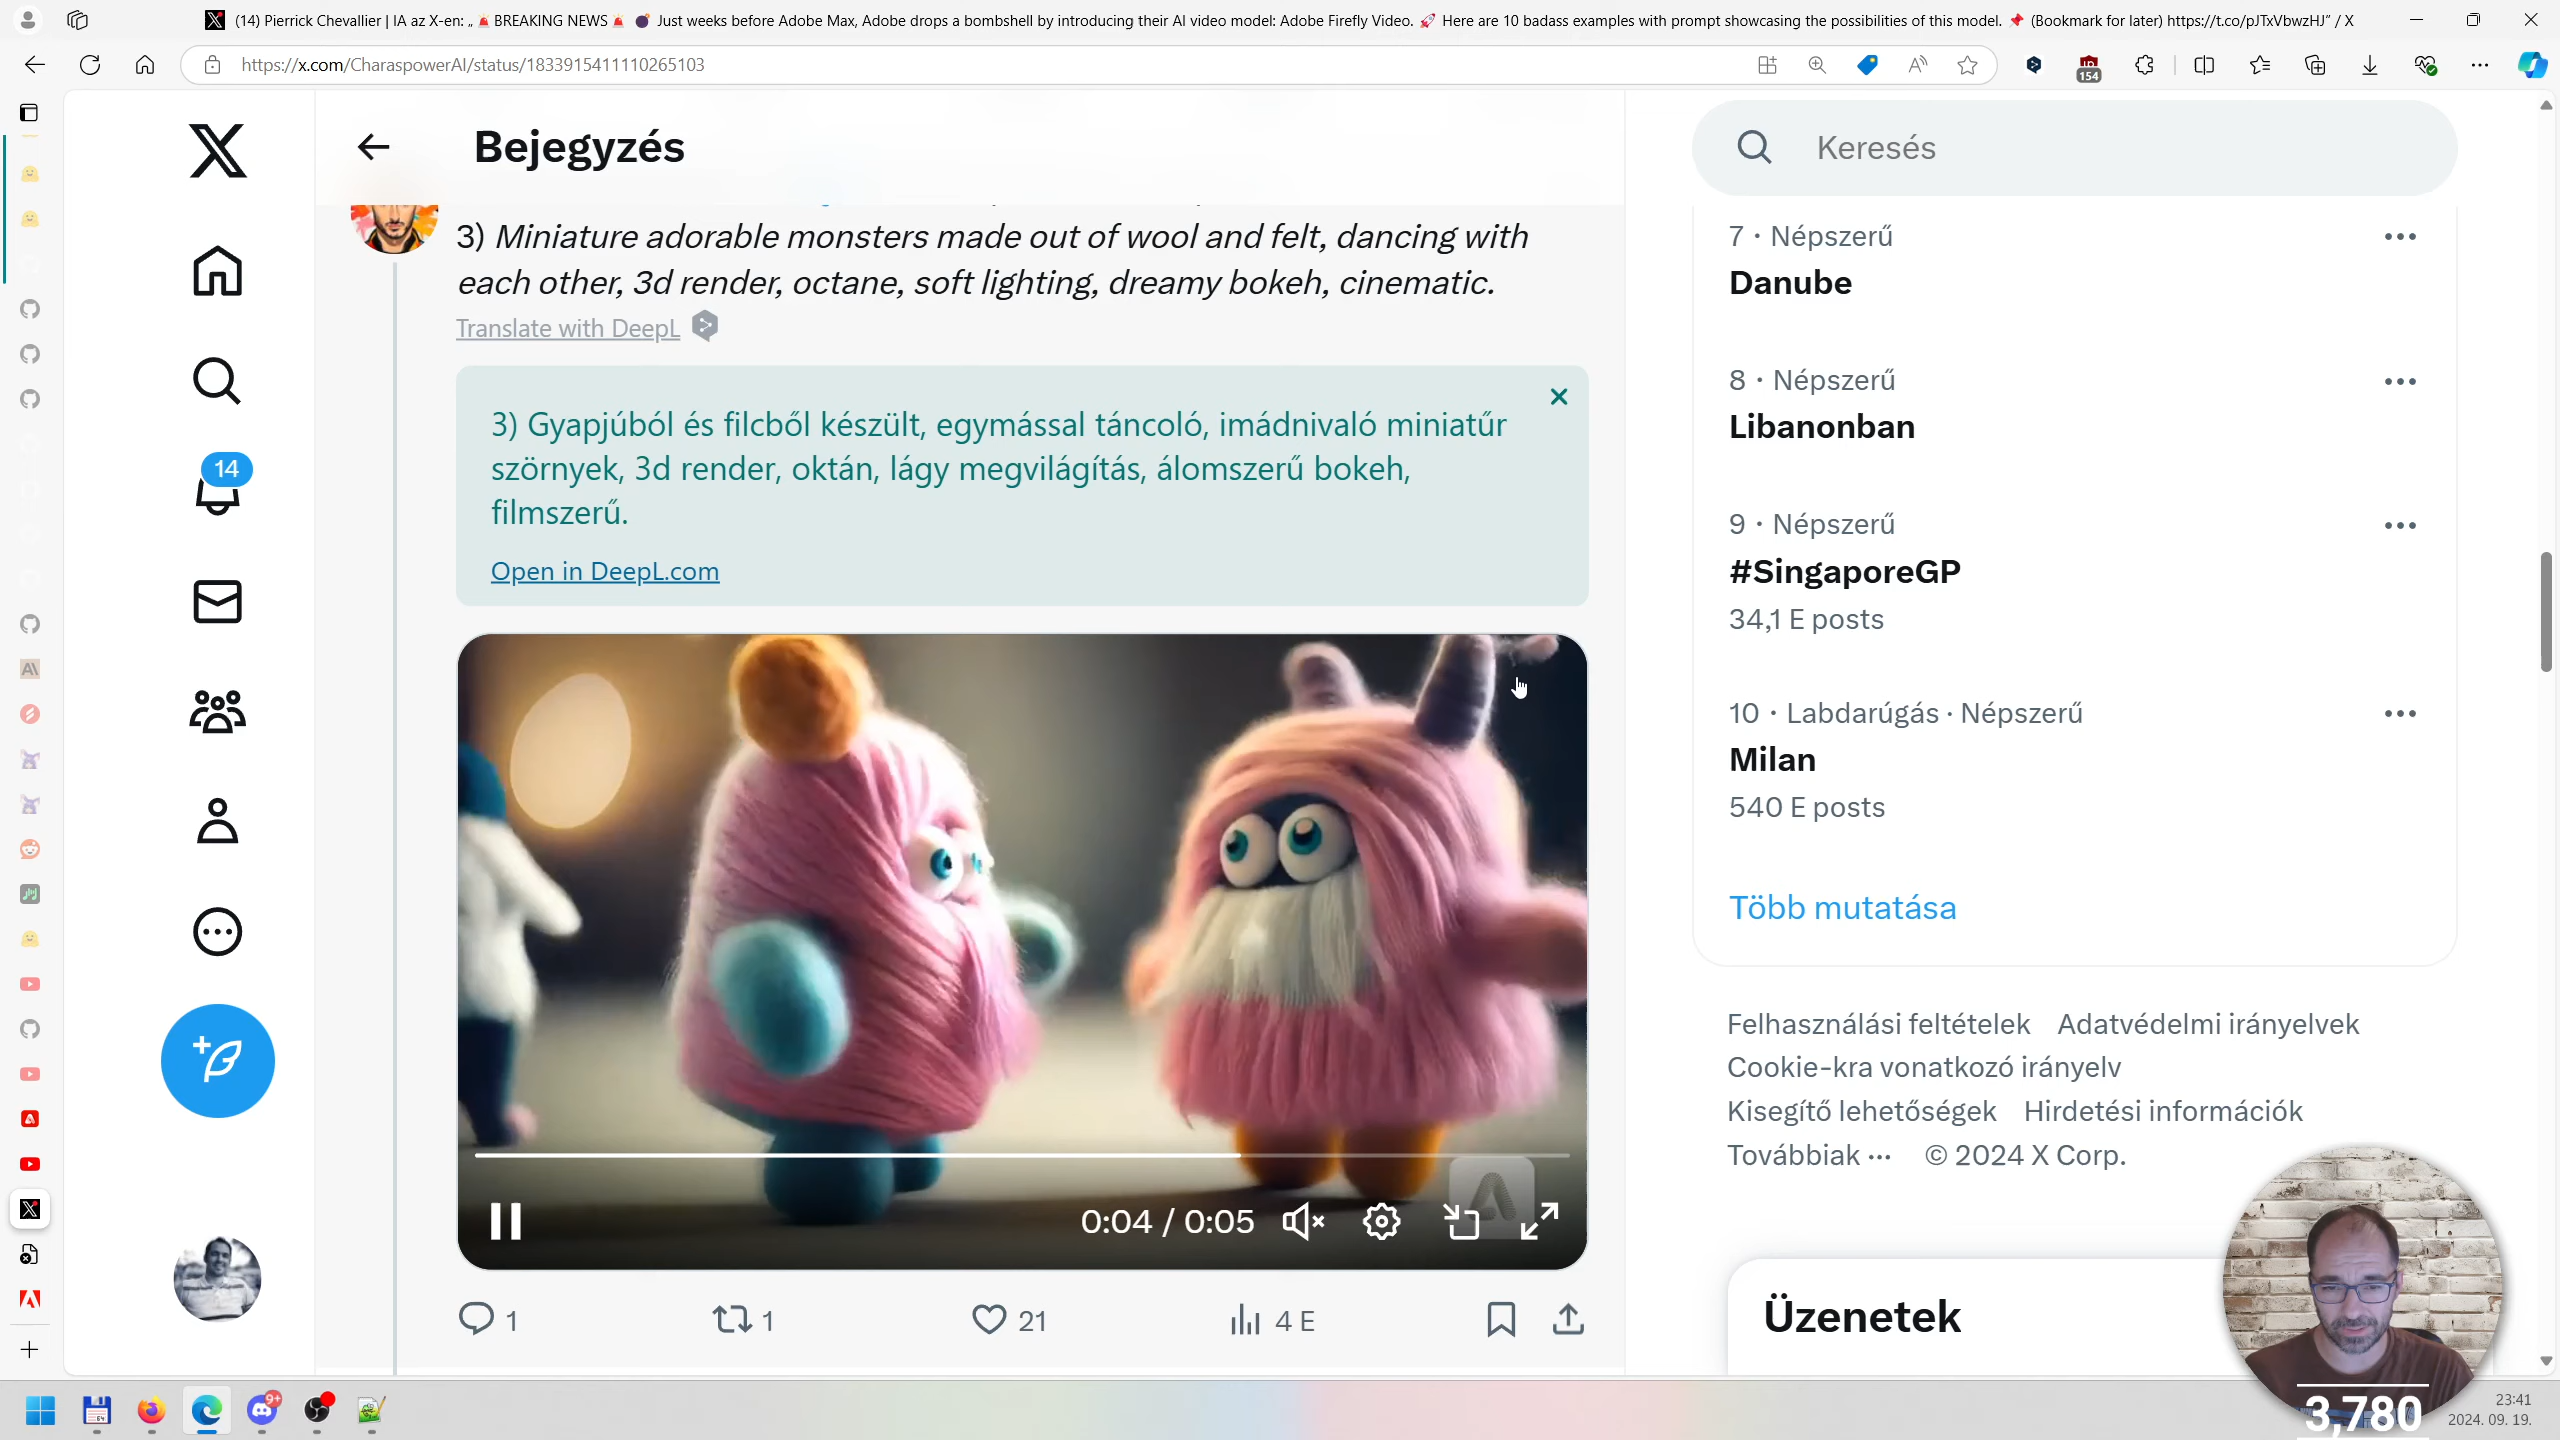 (14) Pierrick Chevallier | IA az X-en: „🚨 BREAKING NEWS 🚨 💣 Just weeks before Adobe Max, Adobe drops a bombshell by introducing their AI video model: Adobe Firefly Video. 🚀 Here are 10 badass examples with prompt showcasing the possibilities of this model. 📌 (Bookmark for later) https://t.co/pJTxVbwzHJ” / X
https://x.com/CharaspowerAI/status/1833915411110265103
154
Bejegyzés
Keresés
14
3) Miniature adorable monsters made out of wool and felt, dancing with
each other, 3d render, octane, soft lighting, dreamy bokeh, cinematic.
Translate with DeepL
3) Gyapjúból és filcből készült, egymással táncoló, imádnivaló miniatűr
szörnyek, 3d render, oktán, lágy megvilágítás, álomszerű bokeh,
filmszerű.
Open in DeepL.com
0:04 / 0:05
1
1
21
4 E
7 · Népszerű
Danube
8 · Népszerű
Libanonban
9 · Népszerű
#SingaporeGP
34,1 E posts
10 · Labdarúgás · Népszerű
Milan
540 E posts
Több mutatása
Felhasználási feltételek Adatvédelmi irányelvek
Cookie-kra vonatkozó irányelv
Kisegítő lehetőségek Hirdetési információk
Továbbiak ··· © 2024 X Corp.
Üzenetek
3,780
9+
23:41
2024. 09. 19.